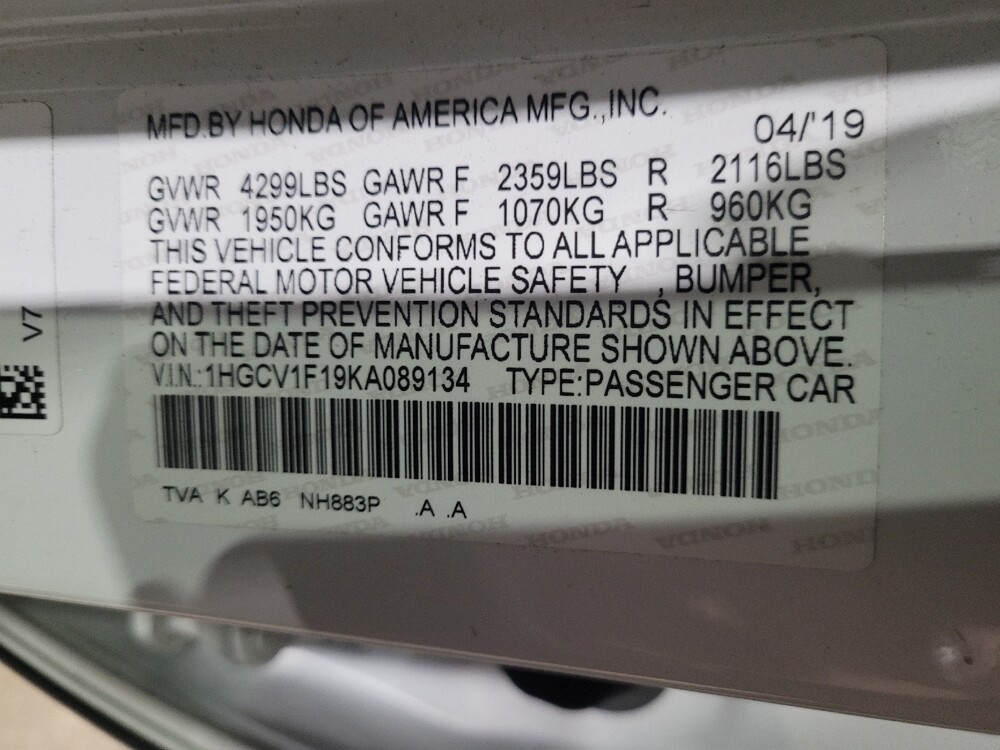 MFD.BY HONDA OF AMERICA MFG.,INC.
04/'19
GVWR 4299LBS GAWR F 2359LBS R 2116LBS
GVWR 1950KG GAWR F 1070KG R 960KG
THIS VEHICLE CONFORMS TO ALL APPLICABLE
FEDERAL MOTOR VEHICLE SAFETY , BUMPER,
AND THEFT PREVENTION STANDARDS IN EFFECT
ON THE DATE OF MANUFACTURE SHOWN ABOVE.
V.I.N.:1HGCV1F19KA089134 TYPE:PASSENGER CAR
TVA K AB6 NH883P .A .A
V7
HONDA